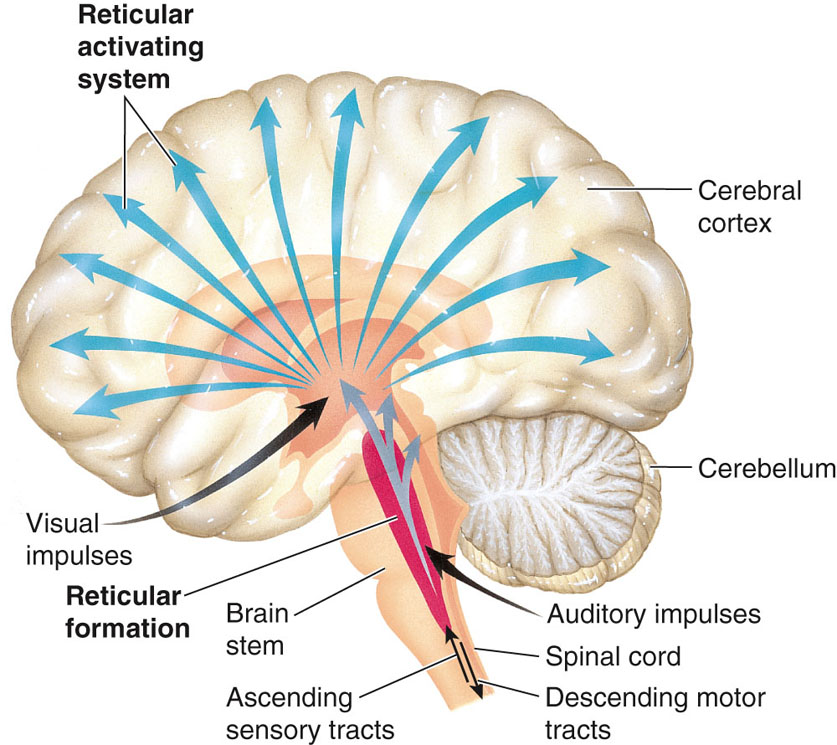 Reticular
activating
system
Cerebral
cortex
Cerebellum
Visual
impulses
Reticular
formation
Brain
stem
Auditory impulses
Spinal cord
Ascending
sensory tracts
Descending motor
tracts